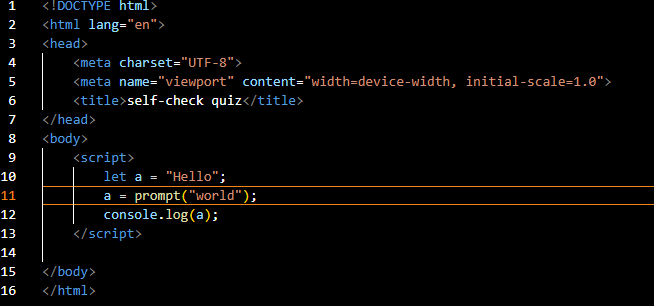 1 <!DOCTYPE html>
2 <html lang="en">
3 <head>
4     <meta charset="UTF-8">
5     <meta name="viewport" content="width=device-width, initial-scale=1.0">
6     <title>self-check quiz</title>
7 </head>
8 <body>
9     <script>
10         let a = "Hello";
11         a = prompt("world");
12         console.log(a);
13     </script>
14
15 </body>
16 </html>